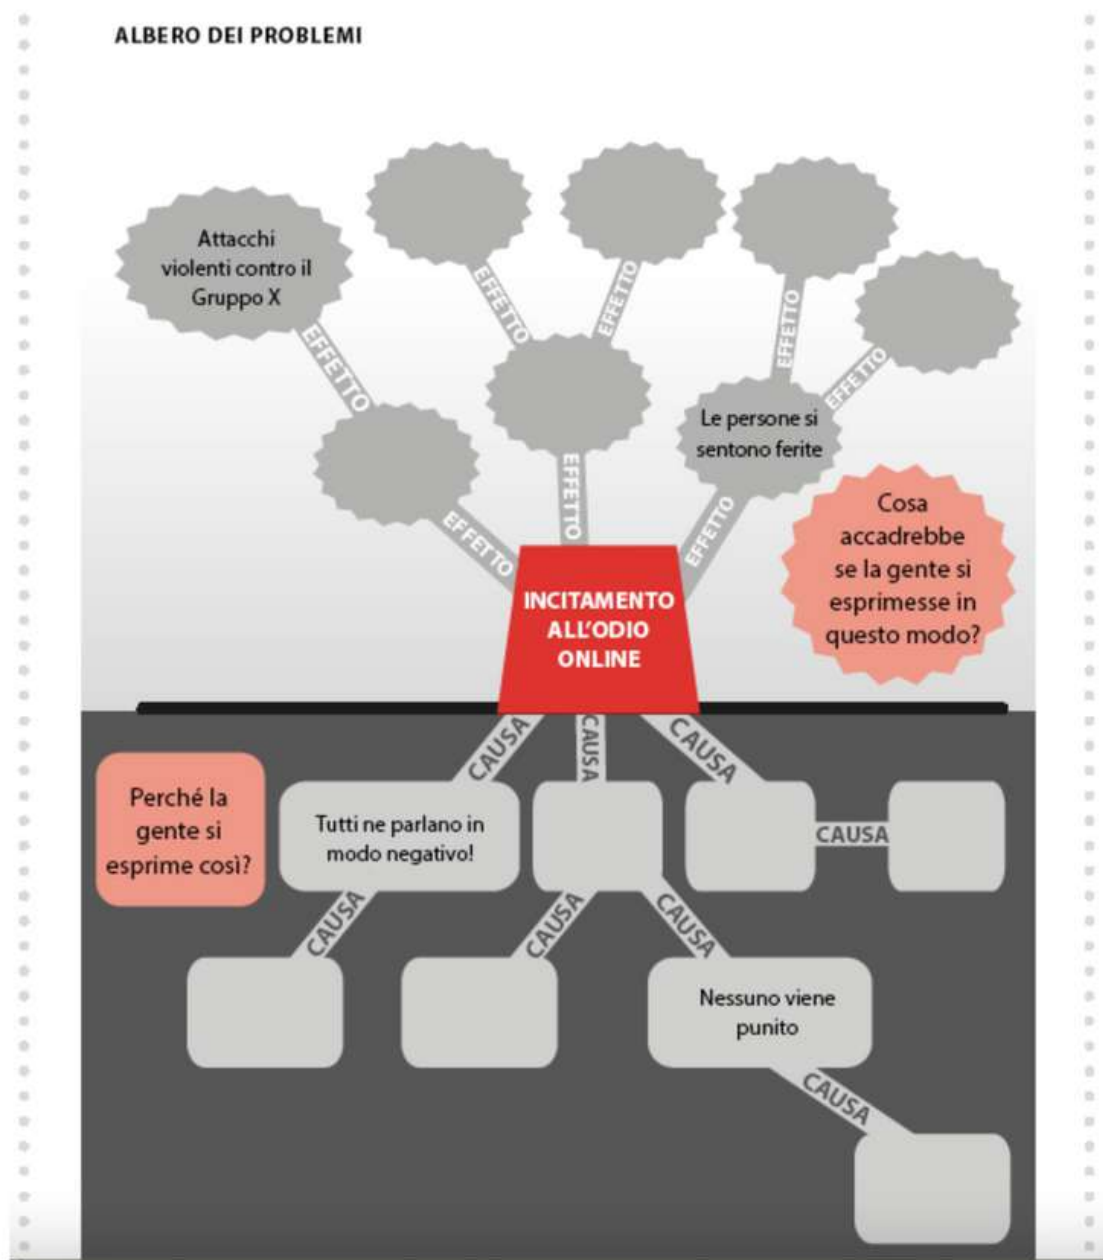 ALBERO DEI PROBLEMI
Attacchi
violenti contro il
Gruppo X
EFFETTO
EFFETTO
EFFETTO
EFFETTO
EFFETTO
Le persone si
sentono ferite
EFFETTO
EFFETTO
EFFETTO
Cosa
accadrebbe
se la gente si
esprimesse in
questo modo?
INCITAMENTO
ALL'ODIO
ONLINE
CAUSA
CAUSA
CAUSA
Perché la
gente si
esprime così?
Tutti ne parlano in
modo negativo!
CAUSA
CAUSA
CAUSA
CAUSA
Nessuno viene
punito
CAUSA